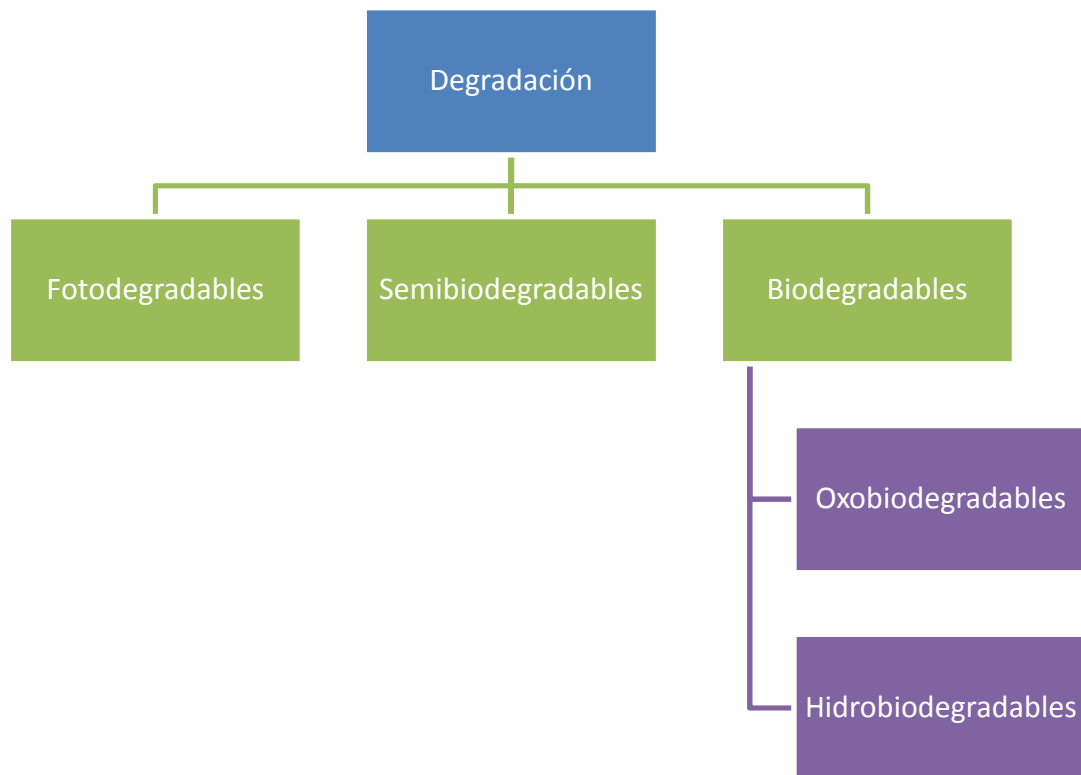 Degradación
Fotodegradables
Semibiodegradables
Biodegradables
Oxobiodegradables
Hidrobiodegradables